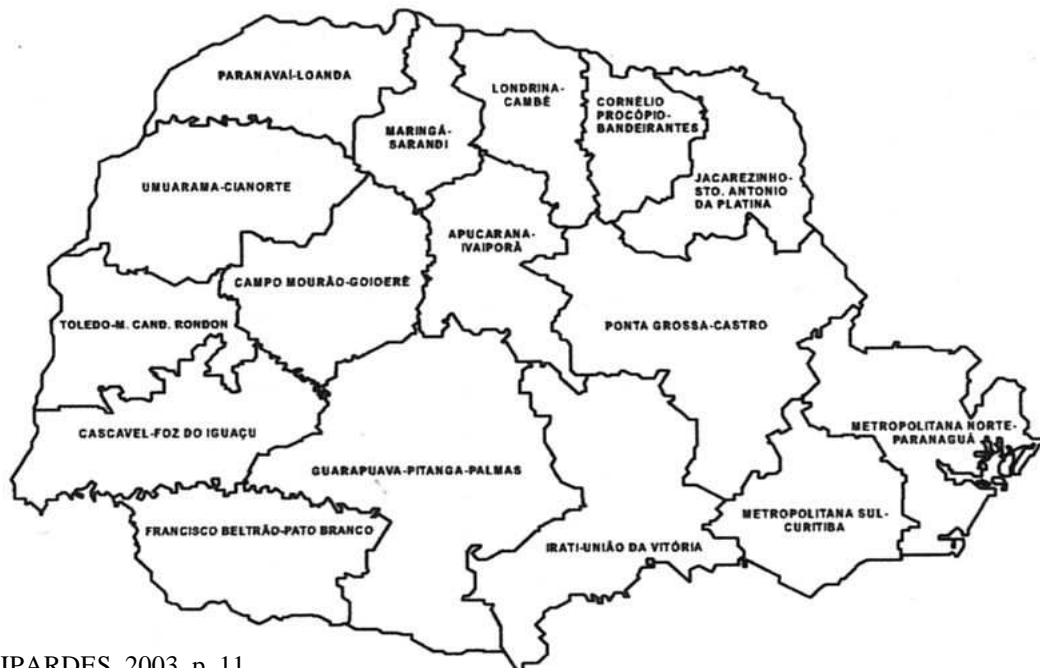 PARANAVAÍ-LOANDA
LONDRINA-
CAMBÉ
CORNÉLIO
PROCÓPIO-
BANDEIRANTES
MARINGÁ-
SARANDI
JACAREZINHO-
STO. ANTONIO
DA PLATINA
UMUARAMA-CIANORTE
APUCARANA-
IVAIPORÃ
CAMPO MOURÃO-GOIOERÊ
TOLEDO-M. CAND. RONDON
PONTA GROSSA-CASTRO
CASCAVEL-FOZ DO IGUAÇU
METROPOLITANA NORTE-
PARANAGUÁ
GUARAPUAVA-PITANGA-PALMAS
METROPOLITANA SUL-
CURITIBA
FRANCISCO BELTRÃO-PATO BRANCO
IRATI-UNIÃO DA VITÓRIA
IPARDES, 2003, p. 11